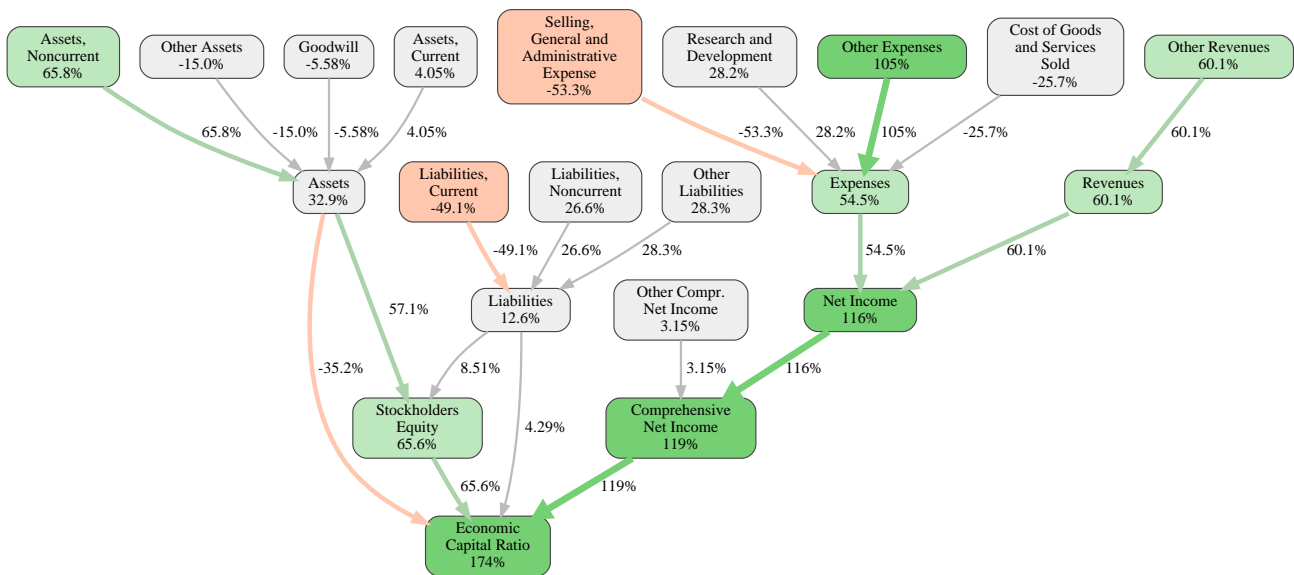 Assets,
Noncurrent
65.8%
Other Assets
-15.0%
Goodwill
-5.58%
Assets,
Current
4.05%
Selling,
General and
Administrative
Expense
-53.3%
Research and
Development
28.2%
Other Expenses
105%
Cost of Goods
and Services
Sold
-25.7%
Other Revenues
60.1%
65.8%
-15.0%
-5.58%
4.05%
-53.3%
28.2%
105%
-25.7%
60.1%
Assets
32.9%
Liabilities,
Current
-49.1%
Liabilities,
Noncurrent
26.6%
Other
Liabilities
28.3%
Expenses
54.5%
Revenues
60.1%
-49.1%
26.6%
28.3%
54.5%
60.1%
Liabilities
12.6%
Other Compr.
Net Income
3.15%
Net Income
116%
57.1%
-35.2%
8.51%
3.15%
116%
Stockholders
Equity
65.6%
4.29%
Comprehensive
Net Income
119%
65.6%
119%
Economic
Capital Ratio
174%